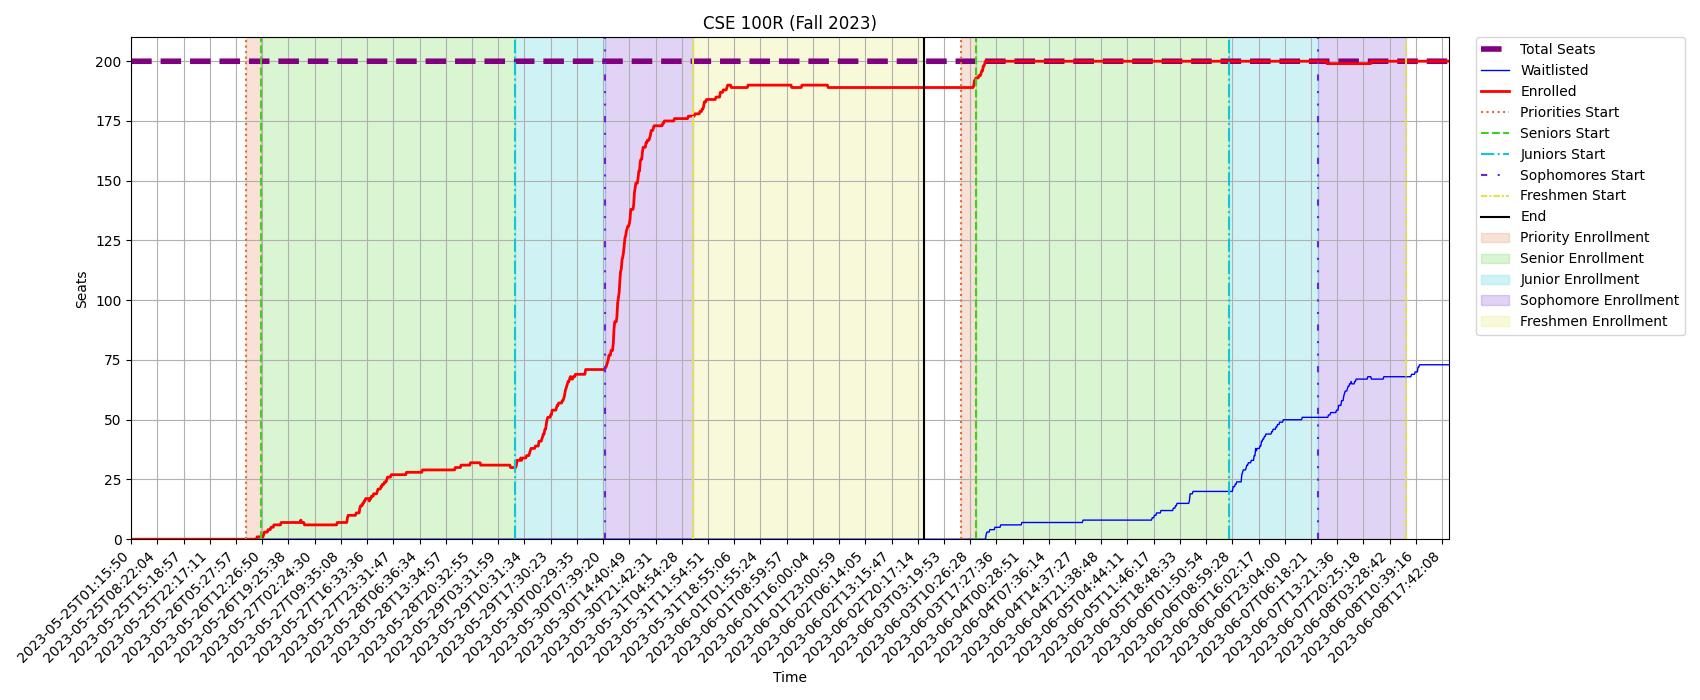 CSE 100R (Fall 2023)
200
175
150
125
100
75
50
25
0
Seats
2023-05-25T01:15:50
2023-05-25T08:22:04
2023-05-25T15:18:57
2023-05-25T22:17:11
2023-05-26T05:27:57
2023-05-26T12:26:50
2023-05-26T19:25:38
2023-05-27T02:24:30
2023-05-27T09:35:08
2023-05-27T16:33:36
2023-05-27T23:31:47
2023-05-28T06:36:34
2023-05-28T13:34:57
2023-05-28T20:32:55
2023-05-29T03:31:59
2023-05-29T10:31:34
2023-05-29T17:30:23
2023-05-30T00:29:35
2023-05-30T07:39:20
2023-05-30T14:40:49
2023-05-30T21:42:31
2023-05-31T04:54:28
2023-05-31T11:54:51
2023-05-31T18:55:06
2023-06-01T01:55:24
2023-06-01T08:59:57
2023-06-01T16:00:04
2023-06-01T23:00:59
2023-06-02T06:14:05
2023-06-02T13:15:47
2023-06-02T20:17:14
2023-06-03T03:19:53
2023-06-03T10:26:28
2023-06-03T17:27:36
2023-06-04T00:28:51
2023-06-04T07:36:14
2023-06-04T14:37:27
2023-06-04T21:38:48
2023-06-05T04:44:11
2023-06-05T11:46:17
2023-06-05T18:48:33
2023-06-06T01:50:54
2023-06-06T08:59:28
2023-06-06T16:02:17
2023-06-06T23:04:00
2023-06-07T06:18:21
2023-06-07T13:21:36
2023-06-07T20:25:18
2023-06-08T03:28:42
2023-06-08T10:39:16
2023-06-08T17:42:08
Time
Total Seats
Waitlisted
Enrolled
Priorities Start
Seniors Start
Juniors Start
Sophomores Start
Freshmen Start
End
Priority Enrollment
Senior Enrollment
Junior Enrollment
Sophomore Enrollment
Freshmen Enrollment